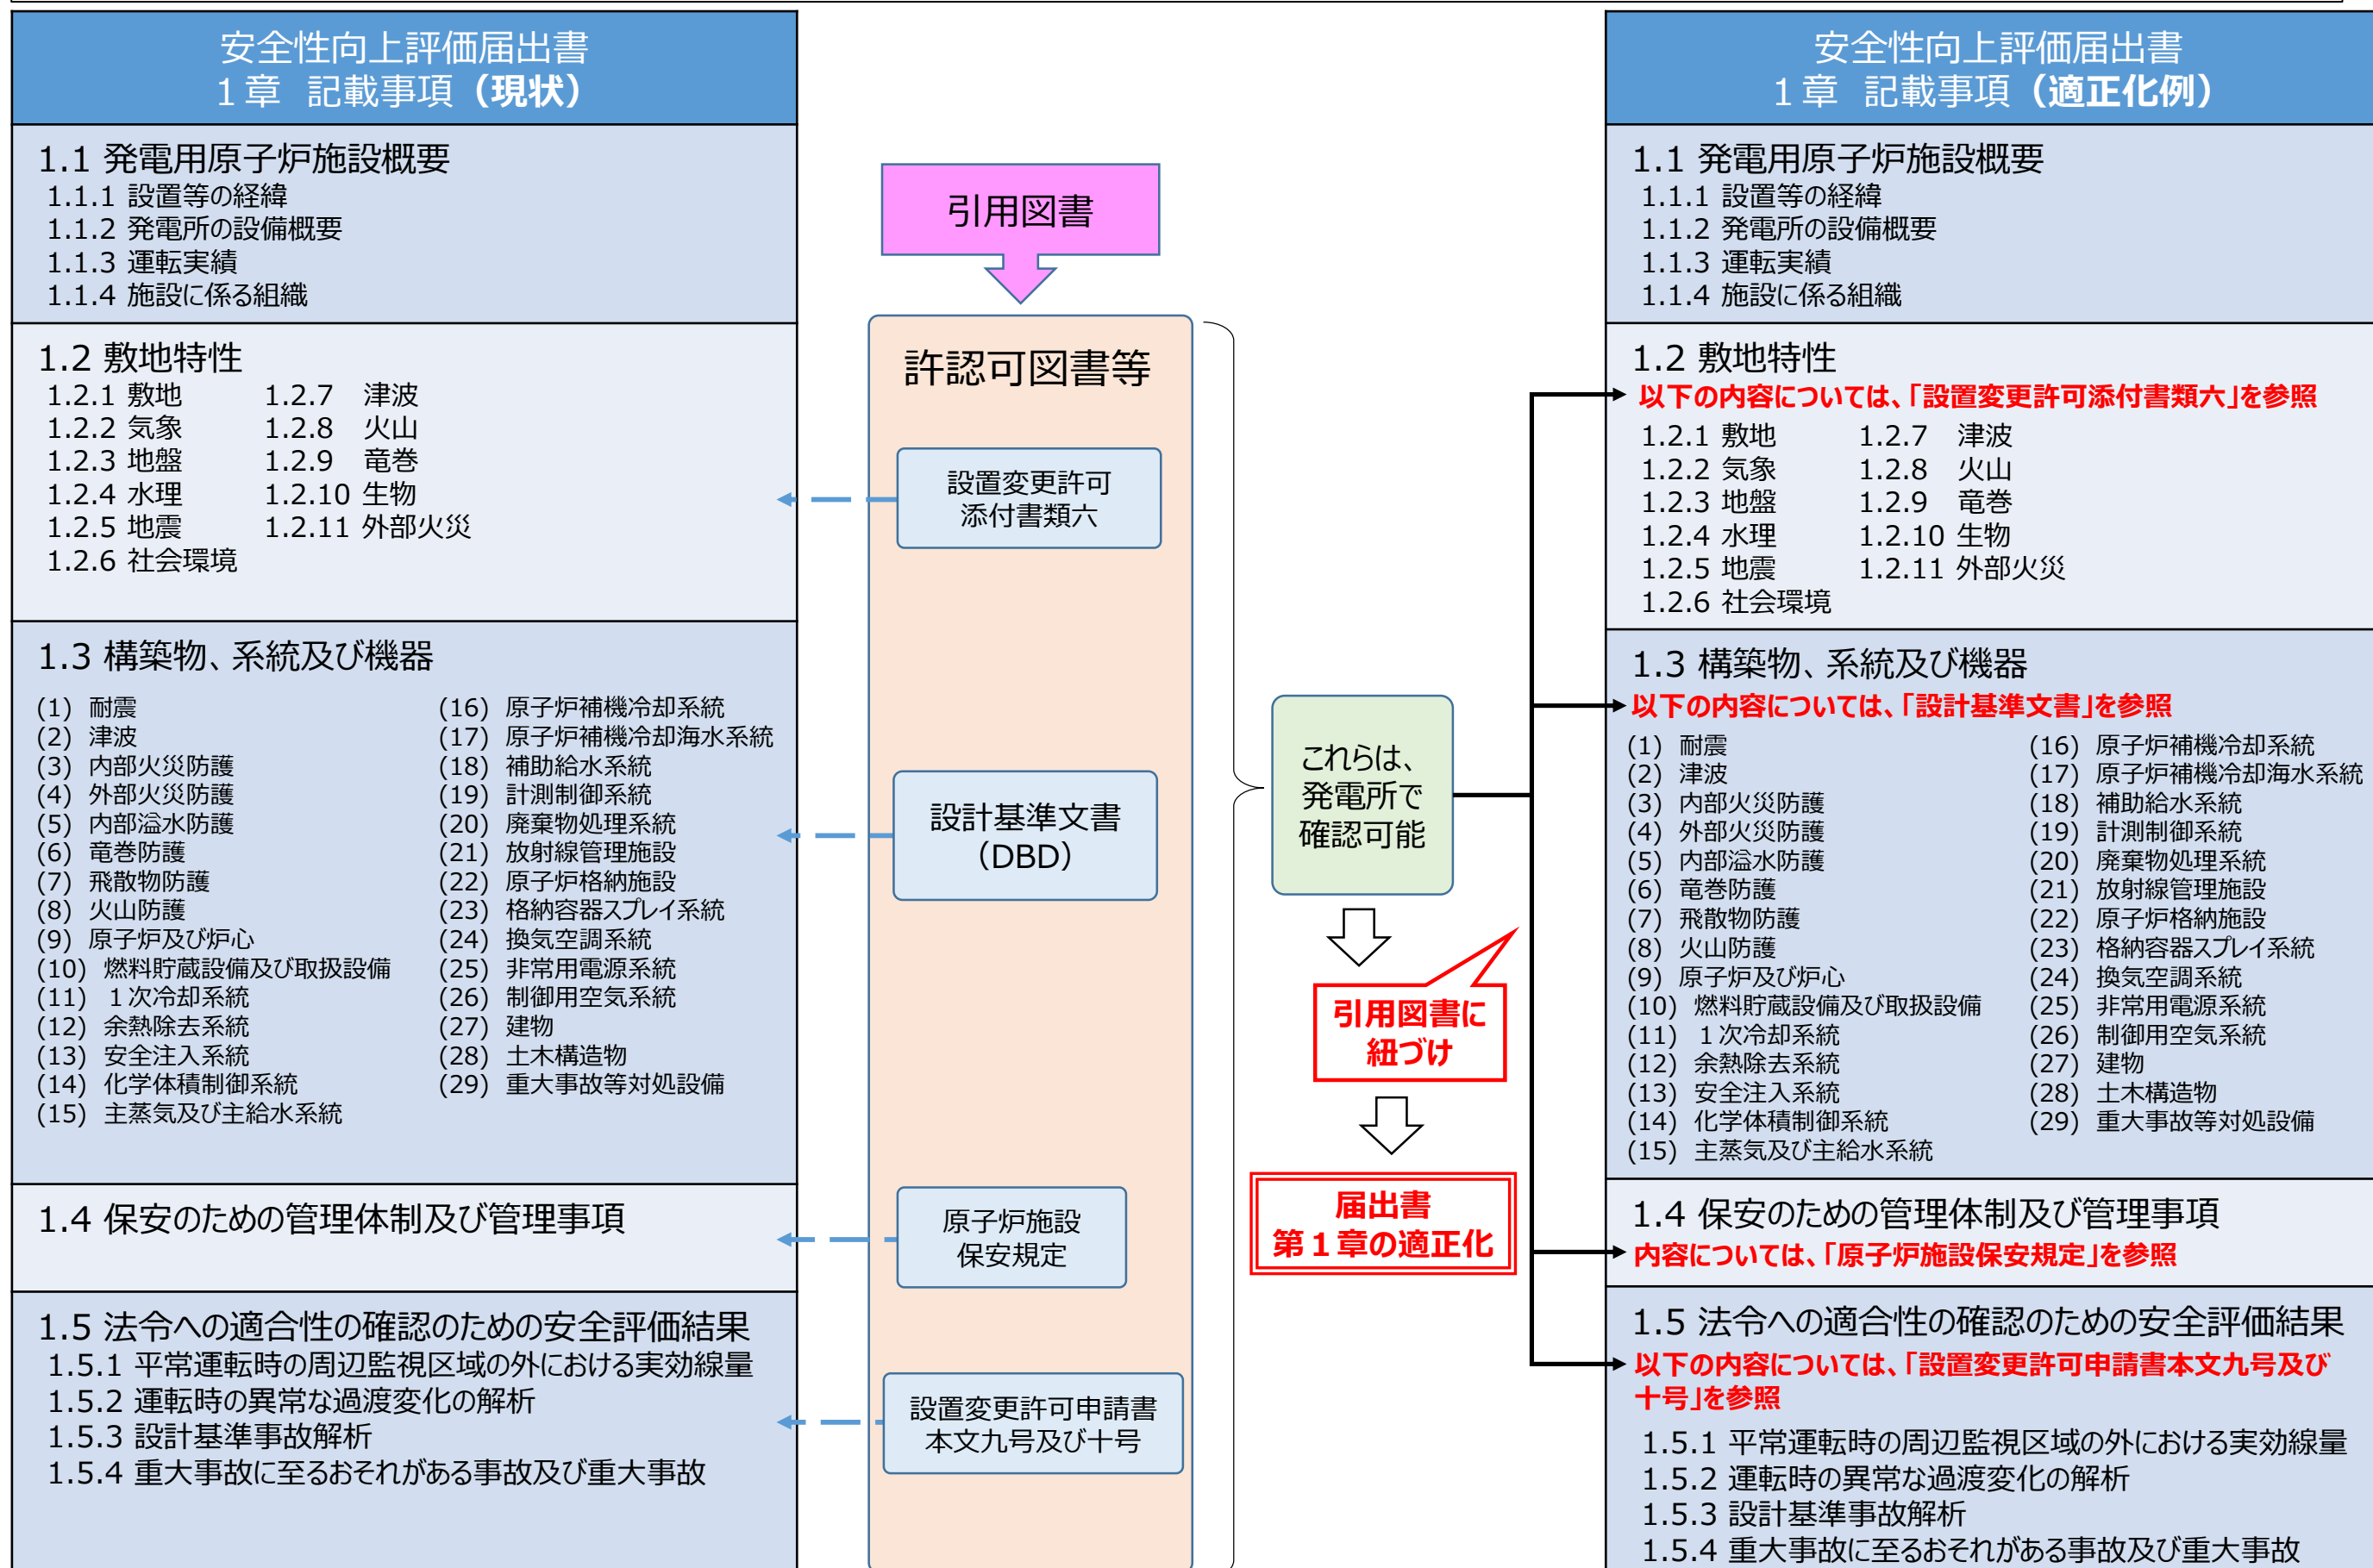 安全性向上評価届出書
1章 記載事項(現状)
1.1 発電用原子炉施設概要
1.1.1 設置等の経緯
1.1.2 発電所の設備概要
1.1.3 運転実績
1.1.4 施設に係る組織
1.2 敷地特性
1.2.1 敷地 1.2.7 津波
1.2.2 気象 1.2.8 火山
1.2.3 地盤 1.2.9 竜巻
1.2.4 水理 1.2.10 生物
1.2.5 地震 1.2.11 外部火災
1.2.6 社会環境
1.3 構築物、系統及び機器
(1) 耐震 (16) 原子炉補機冷却系統
(2) 津波 (17) 原子炉補機冷却海水系統
(3) 内部火災防護 (18) 補助給水系統
(4) 外部火災防護 (19) 計測制御系統
(5) 内部溢水防護 (20) 廃棄物処理系統
(6) 竜巻防護 (21) 放射線管理施設
(7) 飛散物防護 (22) 原子炉格納施設
(8) 火山防護 (23) 格納容器スプレイ系統
(9) 原子炉及び炉心 (24) 換気空調系統
(10) 燃料貯蔵設備及び取扱設備 (25) 非常用電源系統
(11) 1次冷却系統 (26) 制御用空気系統
(12) 余熱除去系統 (27) 建物
(13) 安全注入系統 (28) 土木構造物
(14) 化学体積制御系統 (29) 重大事故等対処設備
(15) 主蒸気及び主給水系統
1.4 保安のための管理体制及び管理事項
1.5 法令への適合性の確認のための安全評価結果
1.5.1 平常運転時の周辺監視区域の外における実効線量
1.5.2 運転時の異常な過渡変化の解析
1.5.3 設計基準事故解析
1.5.4 重大事故に至るおそれがある事故及び重大事故
引用図書
許認可図書等
設置変更許可
添付書類六
設計基準文書
(DBD)
原子炉施設
保安規定
設置変更許可申請書
本文九号及び十号
これらは、
発電所で
確認可能
引用図書に
紐づけ
届出書
第1章の適正化
安全性向上評価届出書
1章 記載事項(適正化例)
1.1 発電用原子炉施設概要
1.1.1 設置等の経緯
1.1.2 発電所の設備概要
1.1.3 運転実績
1.1.4 施設に係る組織
1.2 敷地特性
以下の内容については、「設置変更許可添付書類六」を参照
1.2.1 敷地 1.2.7 津波
1.2.2 気象 1.2.8 火山
1.2.3 地盤 1.2.9 竜巻
1.2.4 水理 1.2.10 生物
1.2.5 地震 1.2.11 外部火災
1.2.6 社会環境
1.3 構築物、系統及び機器
以下の内容については、「設計基準文書」を参照
(1) 耐震 (16) 原子炉補機冷却系統
(2) 津波 (17) 原子炉補機冷却海水系統
(3) 内部火災防護 (18) 補助給水系統
(4) 外部火災防護 (19) 計測制御系統
(5) 内部溢水防護 (20) 廃棄物処理系統
(6) 竜巻防護 (21) 放射線管理施設
(7) 飛散物防護 (22) 原子炉格納施設
(8) 火山防護 (23) 格納容器スプレイ系統
(9) 原子炉及び炉心 (24) 換気空調系統
(10) 燃料貯蔵設備及び取扱設備 (25) 非常用電源系統
(11) 1次冷却系統 (26) 制御用空気系統
(12) 余熱除去系統 (27) 建物
(13) 安全注入系統 (28) 土木構造物
(14) 化学体積制御系統 (29) 重大事故等対処設備
(15) 主蒸気及び主給水系統
1.4 保安のための管理体制及び管理事項
内容については、「原子炉施設保安規定」を参照
1.5 法令への適合性の確認のための安全評価結果
以下の内容については、「設置変更許可申請書本文九号及び
十号」を参照
1.5.1 平常運転時の周辺監視区域の外における実効線量
1.5.2 運転時の異常な過渡変化の解析
1.5.3 設計基準事故解析
1.5.4 重大事故に至るおそれがある事故及び重大事故